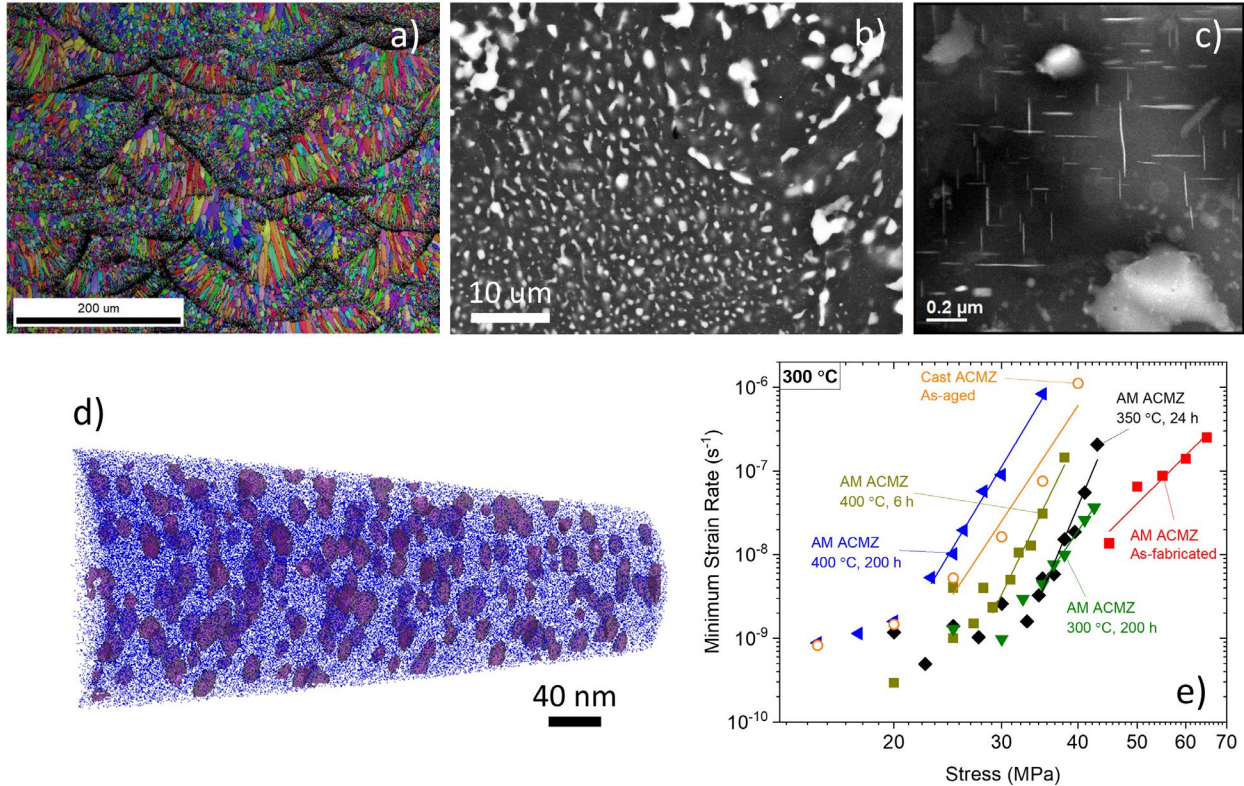 a)
200 um
b)
10 um
c)
0.2 µm
d)
40 nm
300 °C
Minimum Strain Rate (s⁻¹)
10⁻⁶
10⁻⁷
10⁻⁸
10⁻⁹
10⁻¹⁰
Cast ACMZ
As-aged
AM ACMZ
350 °C, 24 h
AM ACMZ
400 °C, 6 h
AM ACMZ
400 °C, 200 h
AM ACMZ
As-fabricated
AM ACMZ
300 °C, 200 h
e)
20
30
40
50
60
70
Stress (MPa)